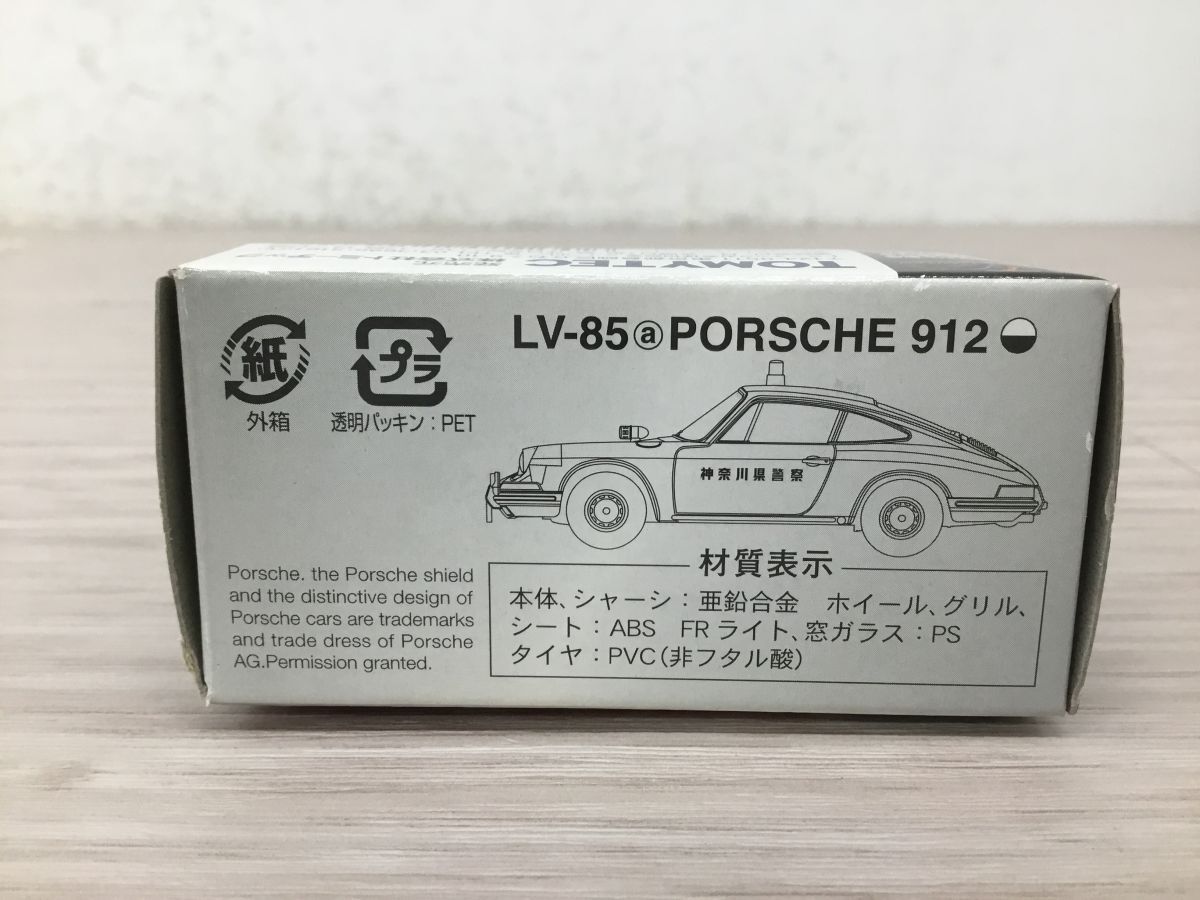 TOMYTEC
LV-85ⓐPORSCHE 912
紙
外箱
プラ
透明パッキン：PET
神奈川県警察
Porsche. the Porsche shield
and the distinctive design of
Porsche cars are trademarks
and trade dress of Porsche
AG.Permission granted.
材質表示
本体、シャーシ：亜鉛合金　ホイール、グリル、
シート：ABS　FRライト、窓ガラス：PS
タイヤ：PVC（非フタル酸）